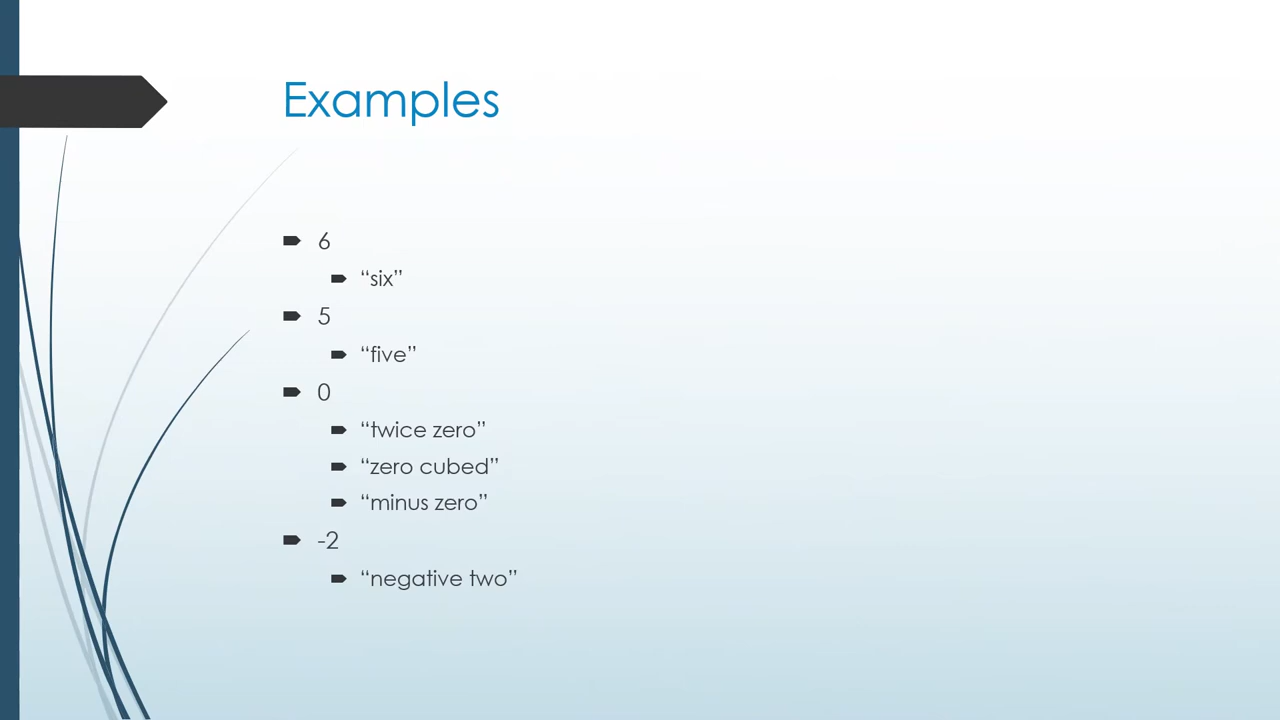 Examples
6
“six”
5
“five”
0
“twice zero”
“zero cubed”
“minus zero”
-2
“negative two”